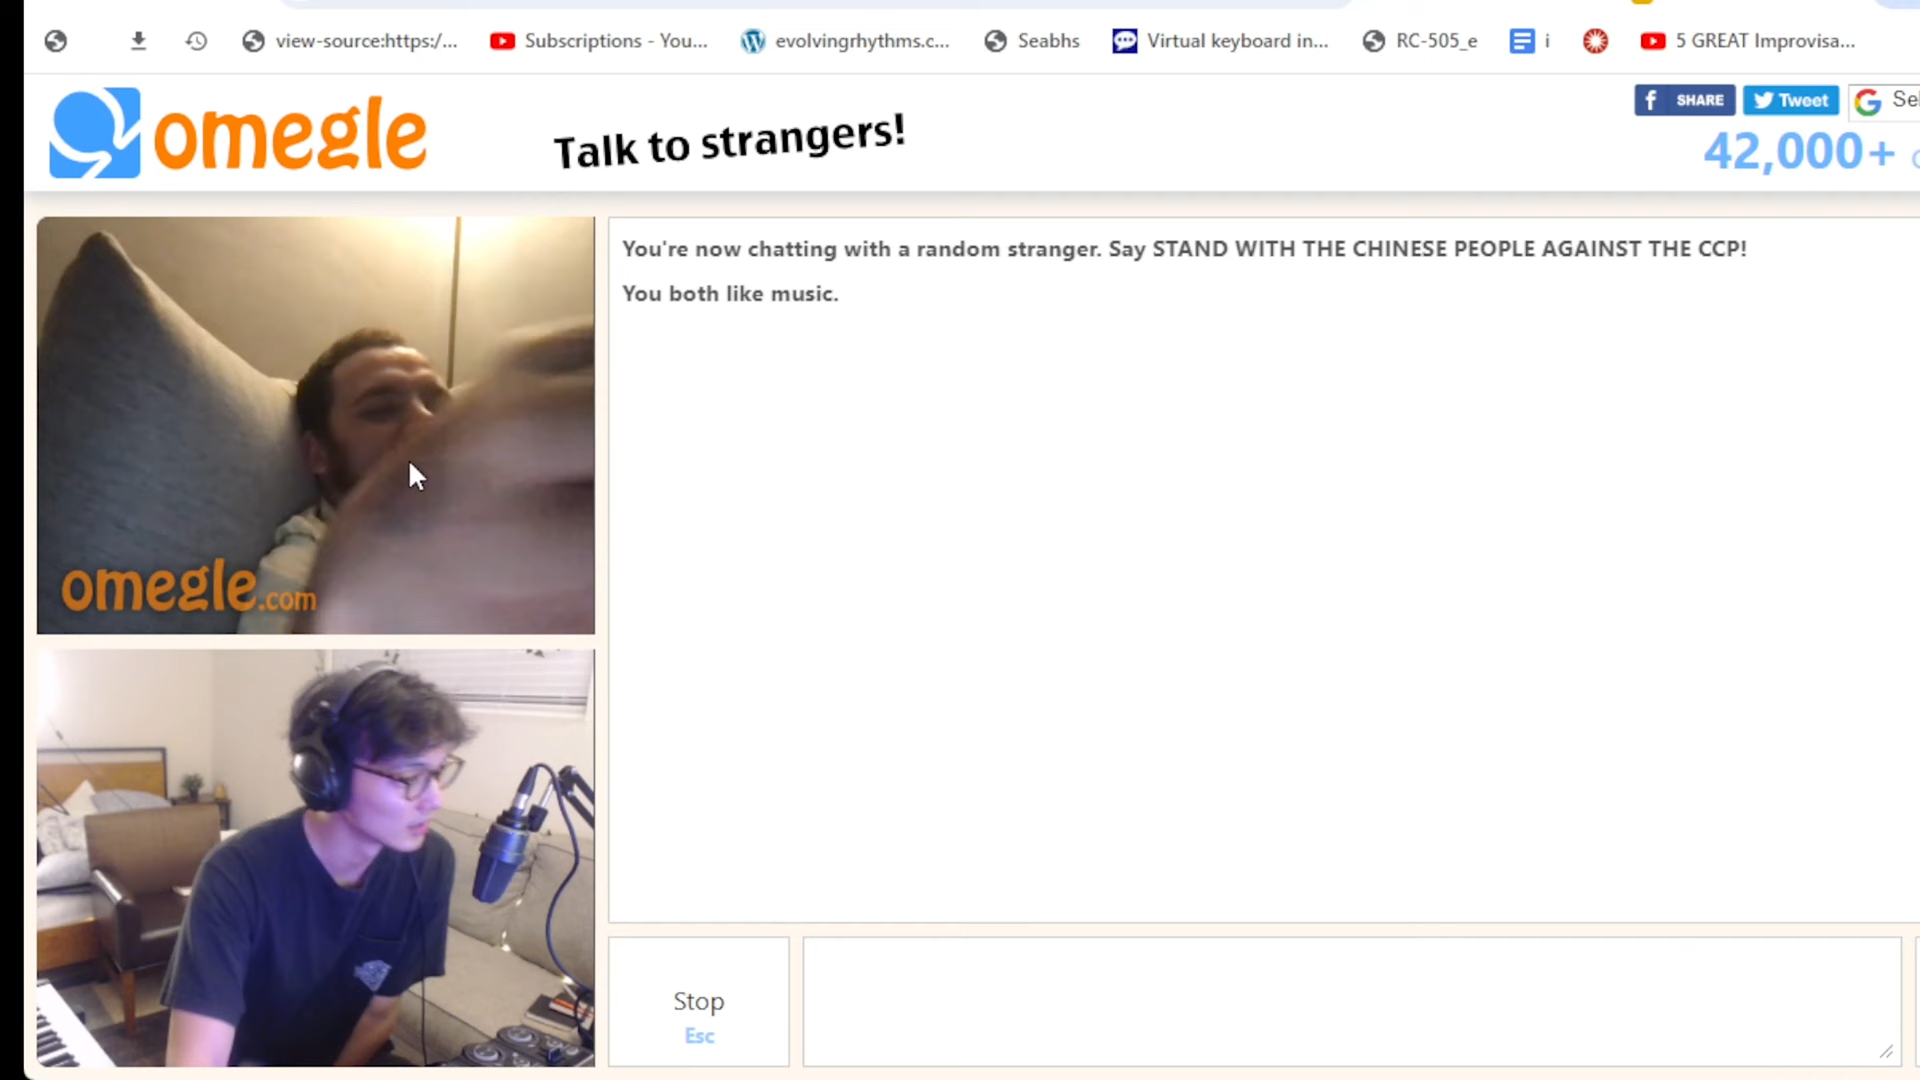 view-source:https:/...
Subscriptions - You...
evolvingrhythms.c...
Seabhs
Virtual keyboard in...
RC-505_e
i
5 GREAT Improvisa...
omegle
Talk to strangers!
f SHARE
Tweet
G
42,000+
You're now chatting with a random stranger. Say STAND WITH THE CHINESE PEOPLE AGAINST THE CCP!
You both like music.
omegle.com
Stop
Esc